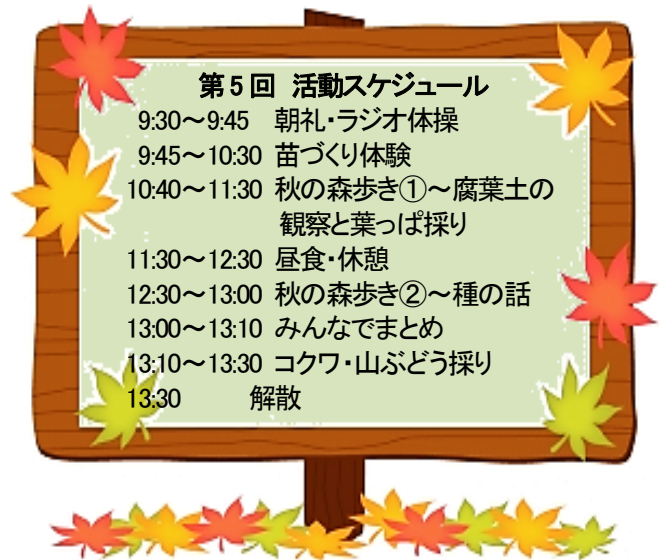 第5回 活動スケジュール
9:30～9:45 朝礼・ラジオ体操
9:45～10:30 苗づくり体験
10:40～11:30 秋の森歩き①～腐葉土の
観察と葉っぱ採り
11:30～12:30 昼食・休憩
12:30～13:00 秋の森歩き②～種の話
13:00～13:10 みんなでまとめ
13:10～13:30 コクワ・山ぶどう採り
13:30 解散